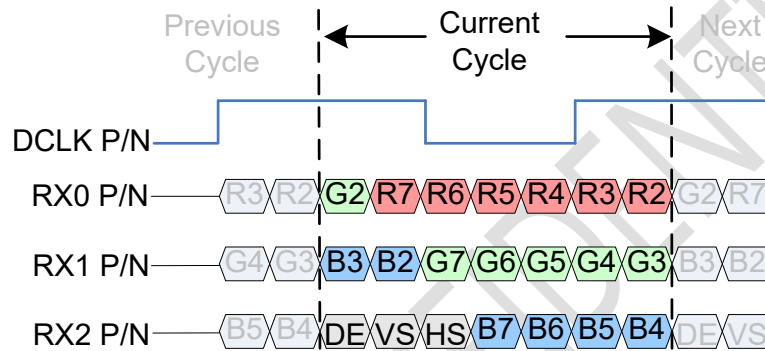 Previous Cycle
Current Cycle
Next Cycle
DCLK P/N
RX0 P/N R3 R2 G2 R7 R6 R5 R4 R3 R2 G2 R7
RX1 P/N G4 G3 B3 B2 G7 G6 G5 G4 G3 B3 B2
RX2 P/N B5 B4 DE VS HS B7 B6 B5 B4 DE VS